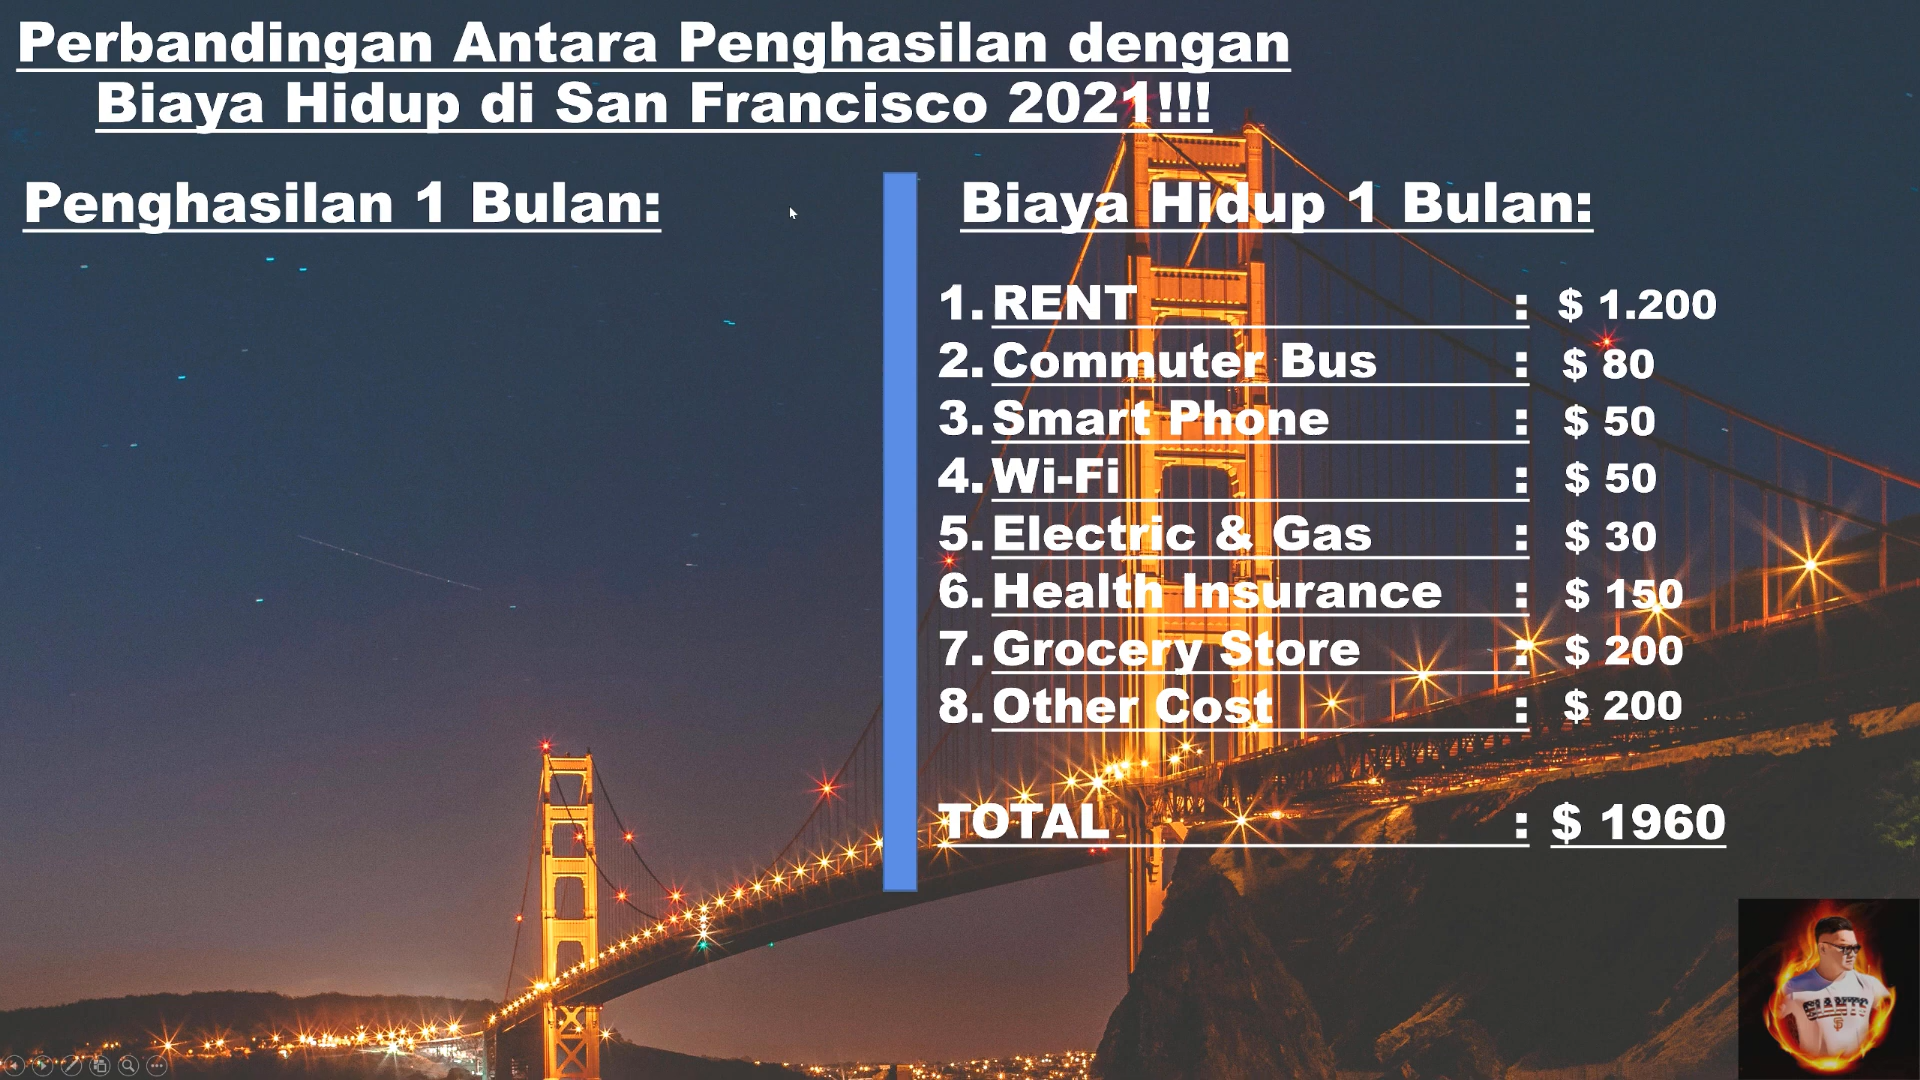 Perbandingan Antara Penghasilan dengan
Biaya Hidup di San Francisco 2021!!!
Penghasilan 1 Bulan:
Biaya Hidup 1 Bulan:
1. RENT : $ 1.200
2. Commuter Bus : $ 80
3. Smart Phone : $ 50
4. Wi-Fi : $ 50
5. Electric & Gas : $ 30
6. Health Insurance : $ 150
7. Grocery Store : $ 200
8. Other Cost : $ 200
TOTAL : $ 1960
GIANTS
SF